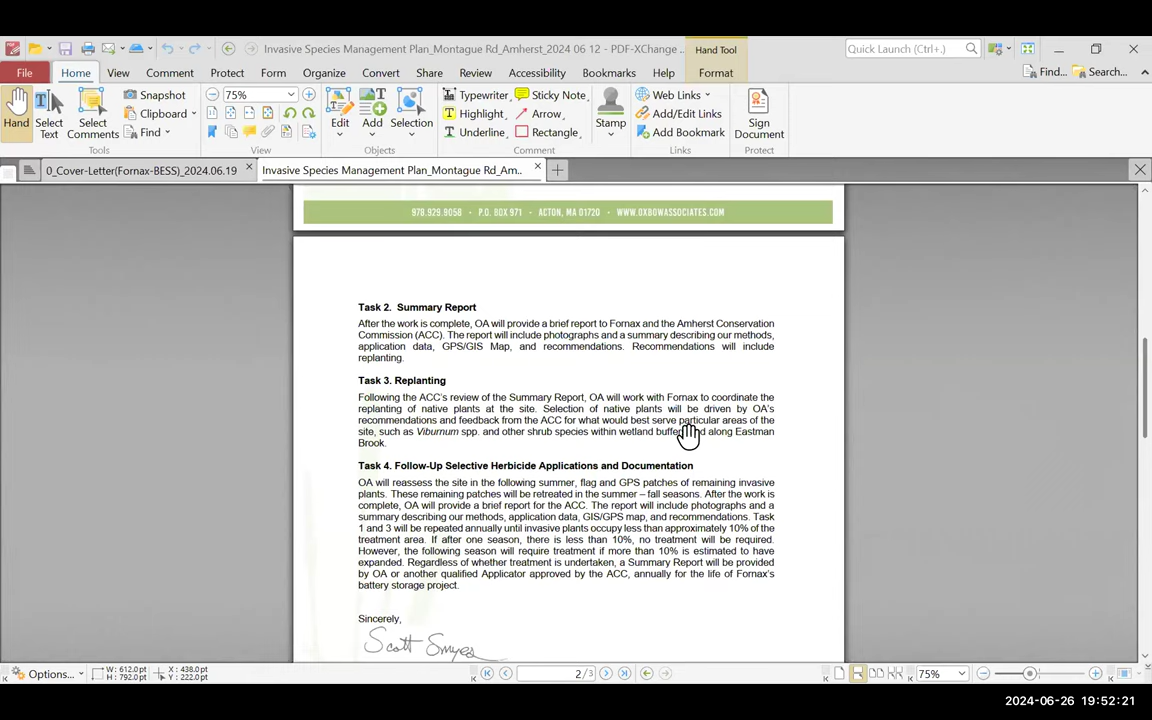 Invasive Species Management Plan_Montague Rd_Amherst_2024 06 12 - PDF-XChange ...
Hand Tool
Quick Launch (Ctrl+.)
File Home View Comment Protect Form Organize Convert Share Review Accessibility Bookmarks Help Format
Find... Search...
Hand
Select Text
Select Comments
Snapshot
Clipboard
Find
Tools
75%
Edit
Add
Selection
Objects
Typewriter
Highlight
Underline
Sticky Note
Arrow
Rectangle
Stamp
Comment
Web Links
Add/Edit Links
Add Bookmark
Links
Sign Document
Protect
0_Cover-Letter(Fornax-BESS)_2024.06.19
Invasive Species Management Plan_Montague Rd_Am..
978.929.9058 · P.O. BOX 971 · ACTON, MA 01720 · WWW.OXBOWASSOCIATES.COM
Task 2. Summary Report
After the work is complete, OA will provide a brief report to Fornax and the Amherst Conservation
Commission (ACC). The report will include photographs and a summary describing our methods,
application data, GPS/GIS Map, and recommendations. Recommendations will include
replanting.
Task 3. Replanting
Following the ACC's review of the Summary Report, OA will work with Fornax to coordinate the
replanting of native plants at the site. Selection of native plants will be driven by OA's
recommendations and feedback from the ACC for what would best serve particular areas of the
site, such as Viburnum spp. and other shrub species within wetland along Eastman
Brook.
Task 4. Follow-Up Selective Herbicide Applications and Documentation
OA will reassess the site in the following summer, flag and GPS patches of remaining invasive
plants. These remaining patches will be retreated in the summer – fall seasons. After the work is
complete, OA will provide a brief report for the ACC. The report will include photographs and a
summary describing our methods, application data, GIS/GPS map, and recommendations. Task
1 and 3 will be repeated annually until invasive plants occupy less than approximately 10% of the
treatment area. If after one season, there is less than 10%, no treatment will be required.
However, the following season will require treatment if more than 10% is estimated to have
expanded. Regardless of whether treatment is undertaken, a Summary Report will be provided
by OA or another qualified Applicator approved by the ACC, annually for the life of Fornax's
battery storage project.
Sincerely,
Scott Smyers
Options...
W: 612.0 pt
H: 792.0 pt
X: 438.0 pt
Y: 222.0 pt
2/3
75%
2024-06-26 19:52:21